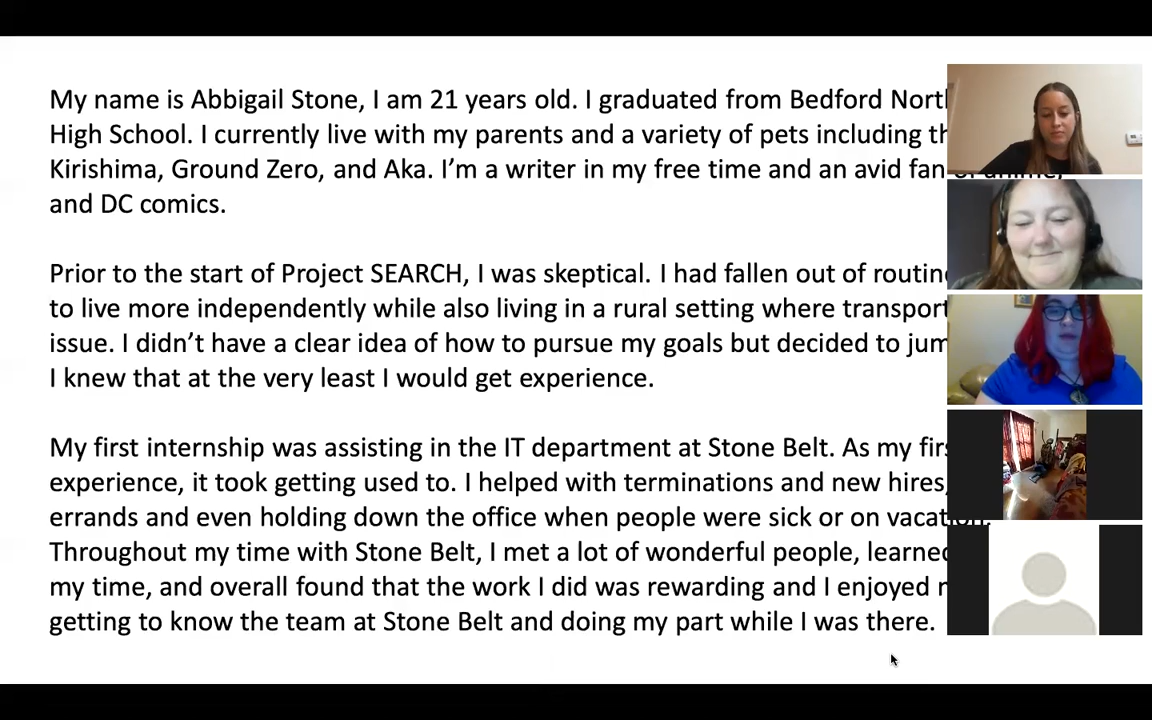 My name is Abbigail Stone, I am 21 years old. I graduated from Bedford
High School. I currently live with my parents and a variety of pets including
Kirishima, Ground Zero, and Aka. I’m a writer in my free time and an avid fan of anime,
and DC comics.
Prior to the start of Project SEARCH, I was skeptical. I had fallen out of
to live more independently while also living in a rural setting where
issue. I didn’t have a clear idea of how to pursue my goals but decided to
I knew that at the very least I would get experience.
My first internship was assisting in the IT department at Stone Belt. As my
experience, it took getting used to. I helped with terminations and new hires,
errands and even holding down the office when people were sick or on vacation.
Throughout my time with Stone Belt, I met a lot of wonderful people, learned
my time, and overall found that the work I did was rewarding and I enjoyed
getting to know the team at Stone Belt and doing my part while I was there.